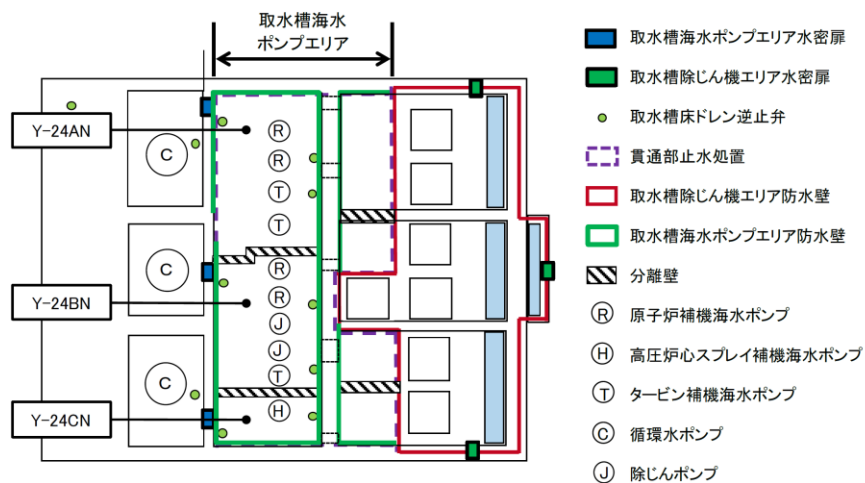 取水槽海水
ポンプエリア
Y-24AN
Y-24BN
Y-24CN
C
C
C
R
R
T
T
R
R
J
J
T
H
取水槽海水ポンプエリア水密扉
取水槽除じん機エリア水密扉
取水槽床ドレン逆止弁
貫通部止水処置
取水槽除じん機エリア防水壁
取水槽海水ポンプエリア防水壁
分離壁
R 原子炉補機海水ポンプ
H 高圧炉心スプレイ補機海水ポンプ
T タービン補機海水ポンプ
C 循環水ポンプ
J 除じんポンプ